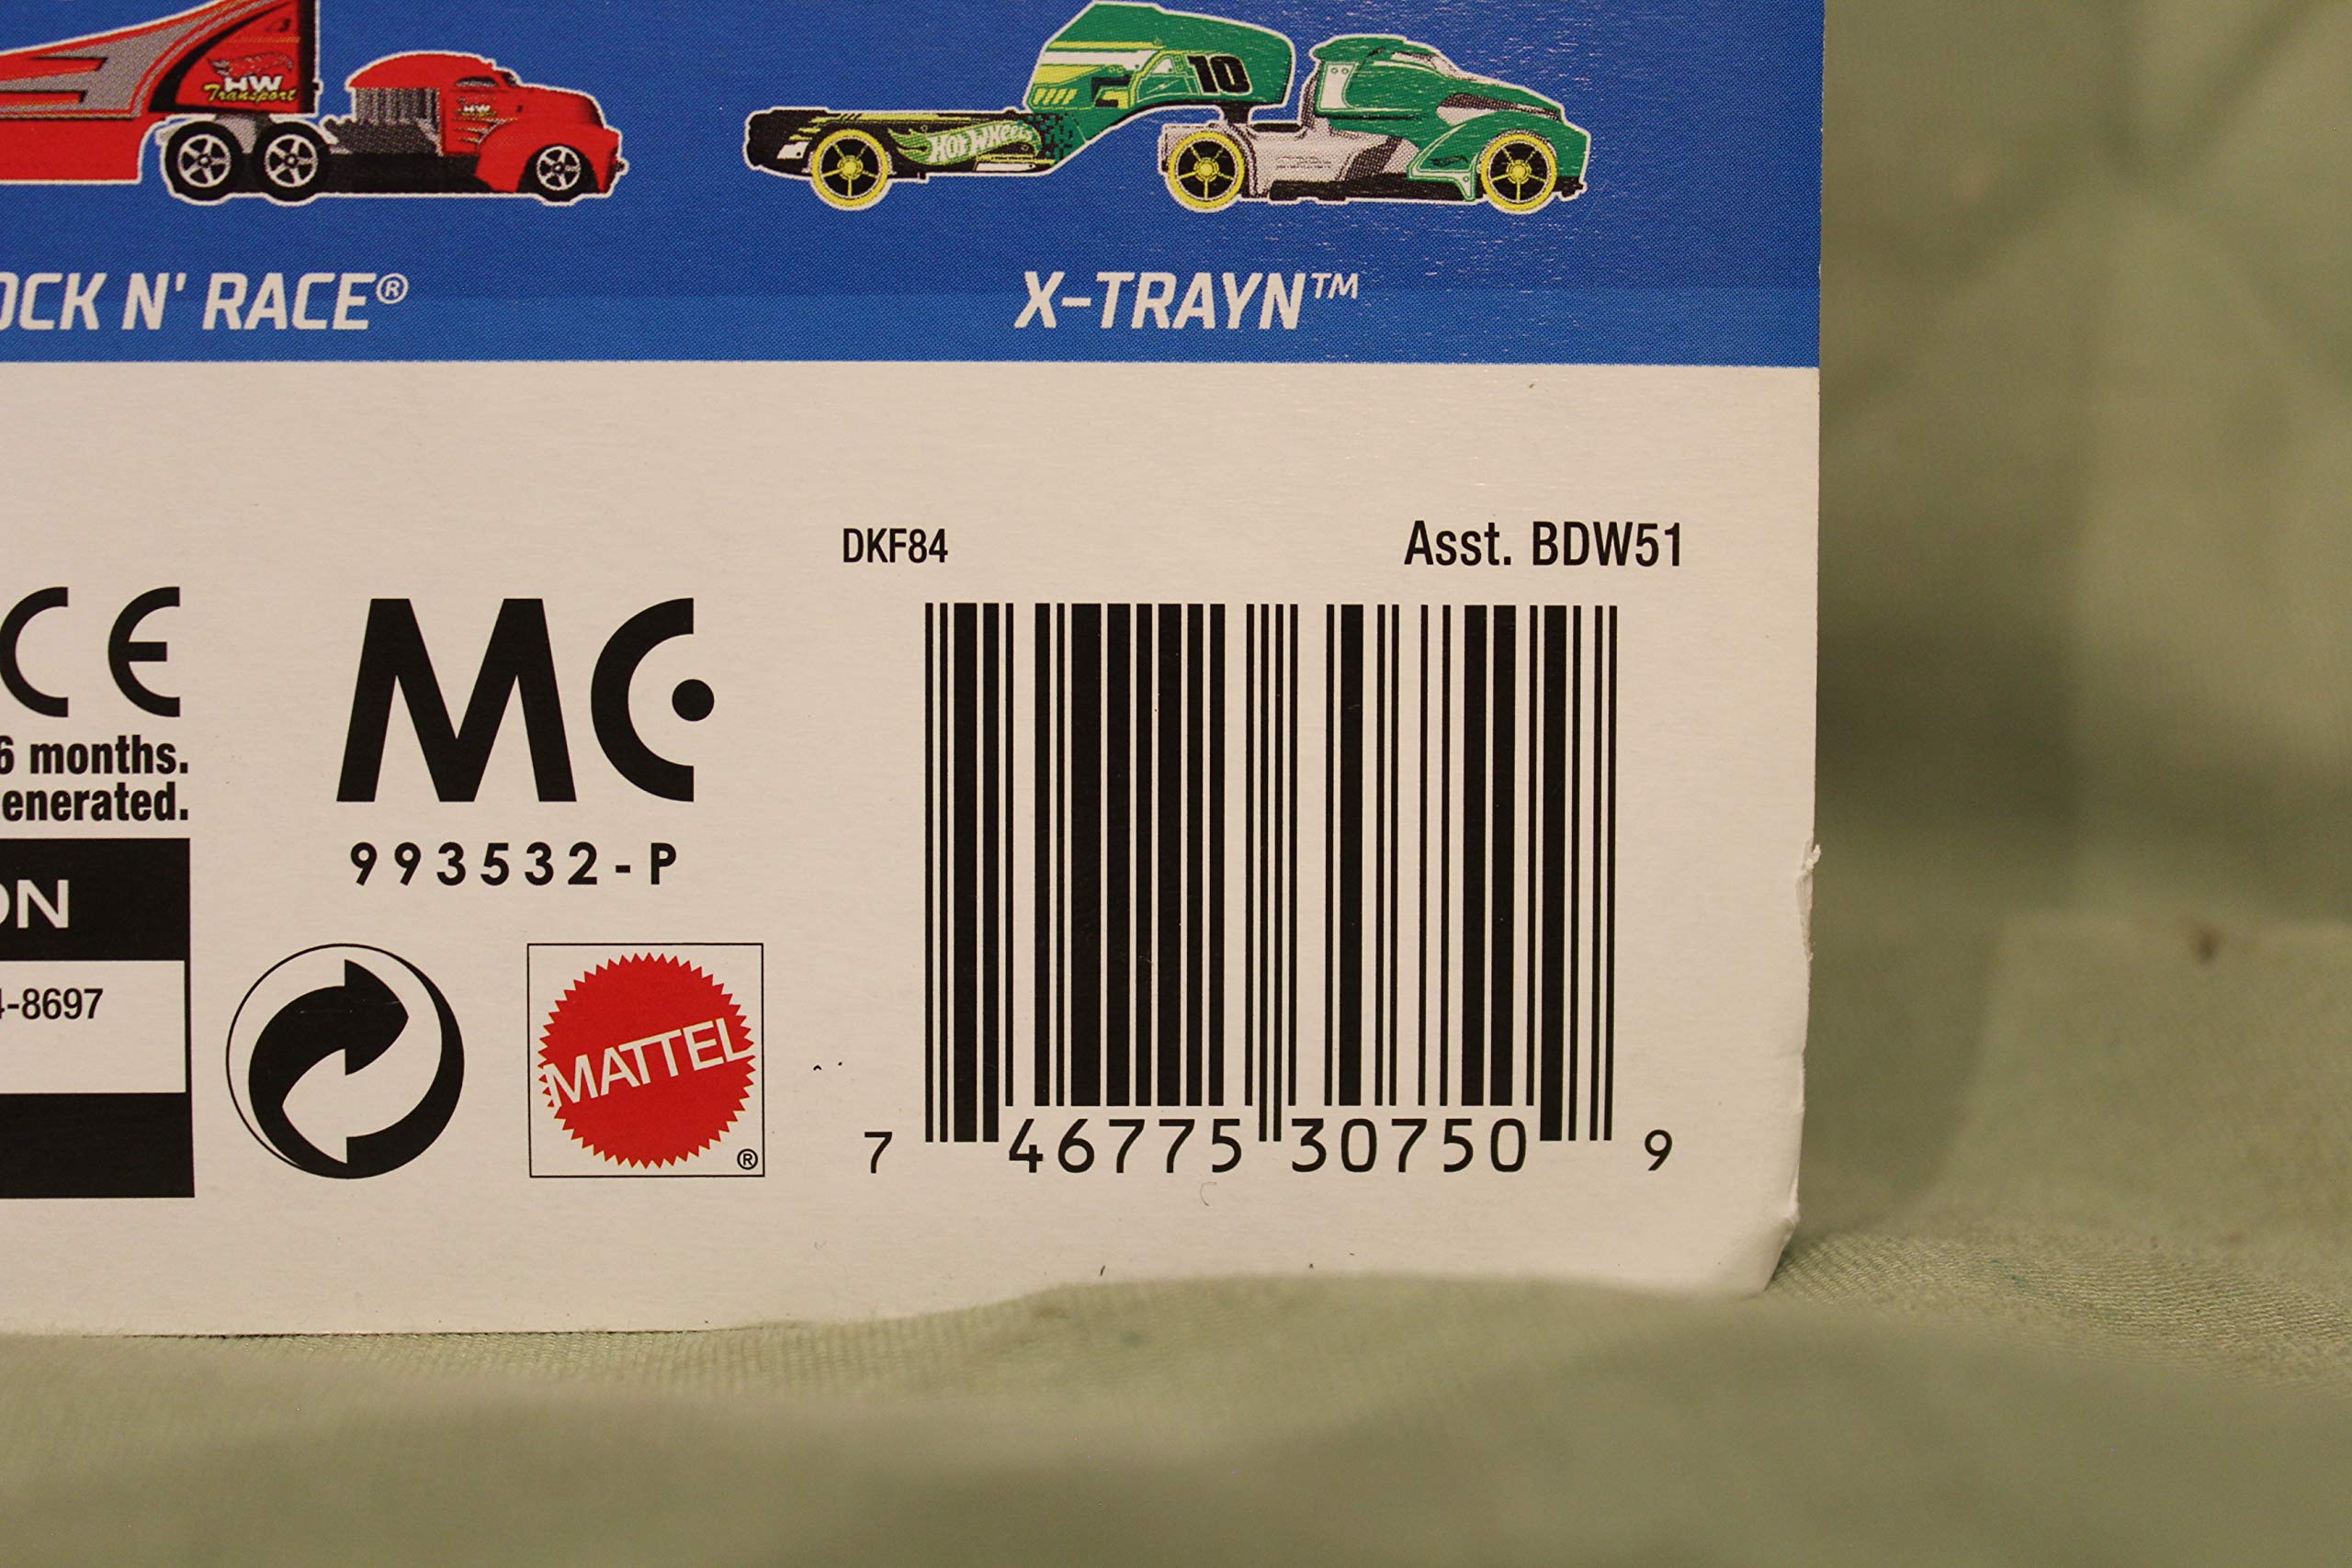 HW
Transport
HW
10
Hot Wheels
OCK N' RACE®
X-TRAYN™
DKF84
Asst. BDW51
CE
MC
6 months.
enerated.
993532-P
ON
4-8697
MATTEL
®
7 46775 30750 9